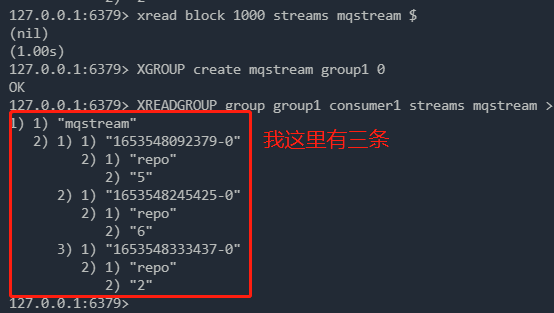 2) "2"
127.0.0.1:6379> xread block 1000 streams mqstream $
(nil)
(1.00s)
127.0.0.1:6379> XGROUP create mqstream group1 0
OK
127.0.0.1:6379> XREADGROUP group group1 consumer1 streams mqstream >
1) 1) "mqstream"
2) 1) 1) "1653548092379-0"
2) 1) "repo"
2) "5"
2) 1) "1653548245425-0"
2) 1) "repo"
2) "6"
3) 1) "1653548333437-0"
2) 1) "repo"
2) "2"
127.0.0.1:6379>
我这里有三条